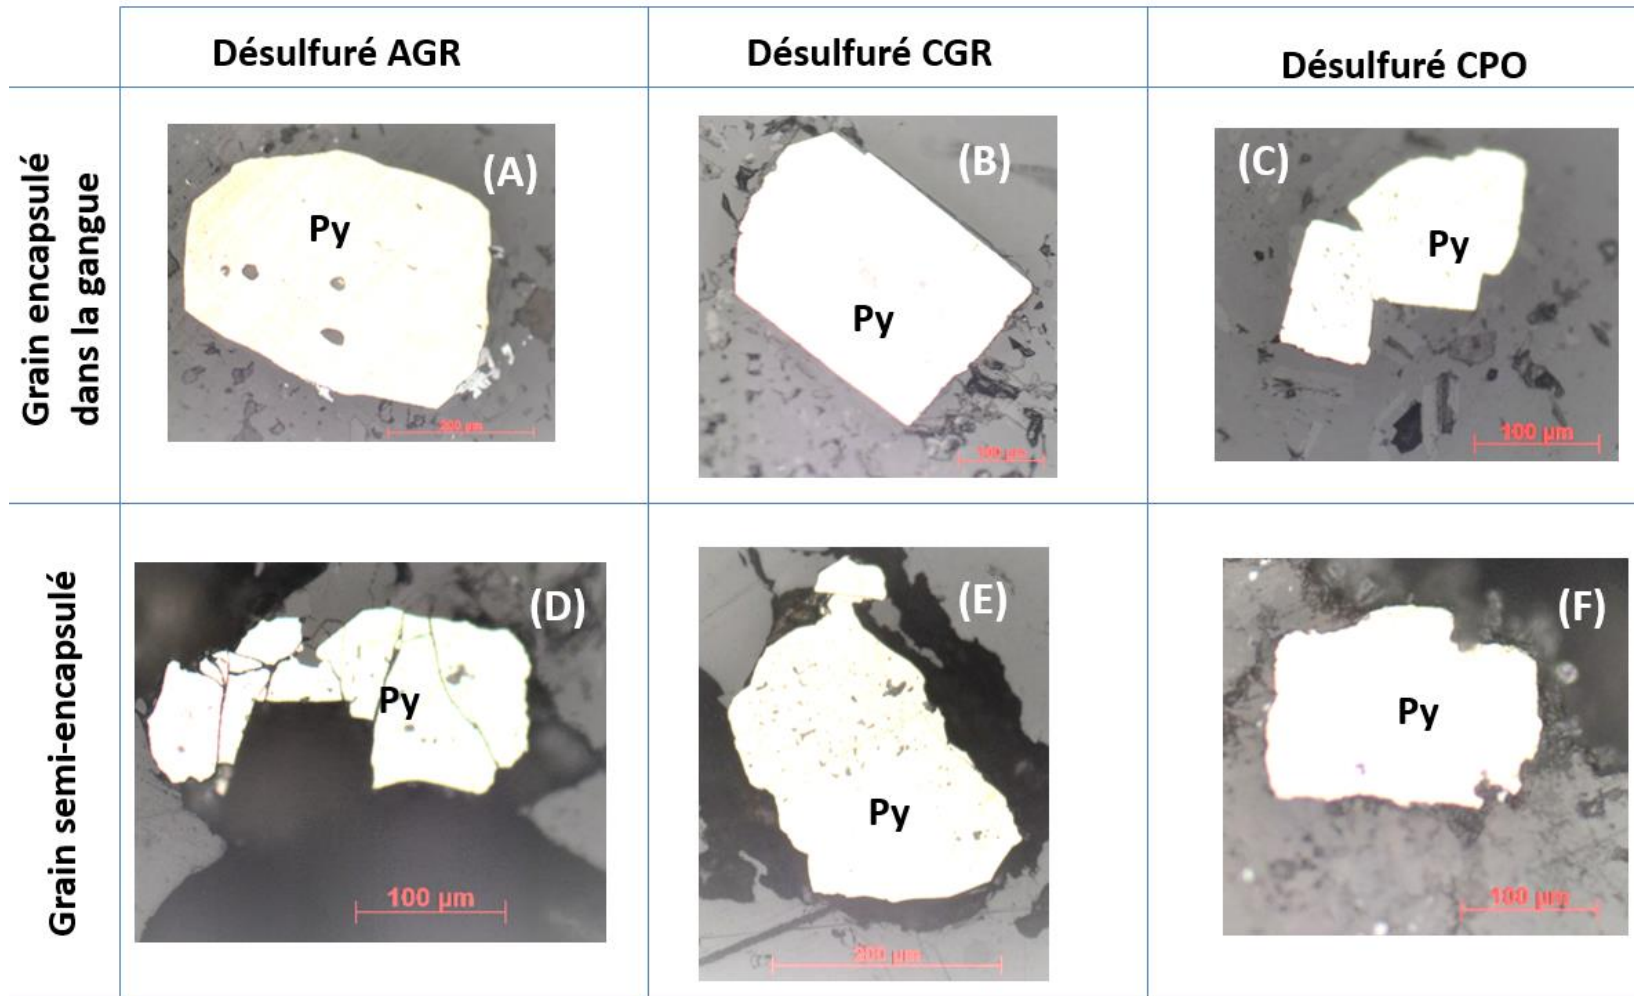 Désulfuré AGR
Désulfuré CGR
Désulfuré CPO
Grain encapsulé
dans la gangue
(A)
Py
200 µm
(B)
Py
100 µm
(C)
Py
100 µm
Grain semi-encapsulé
(D)
Py
100 µm
(E)
Py
200 µm
(F)
Py
100 µm